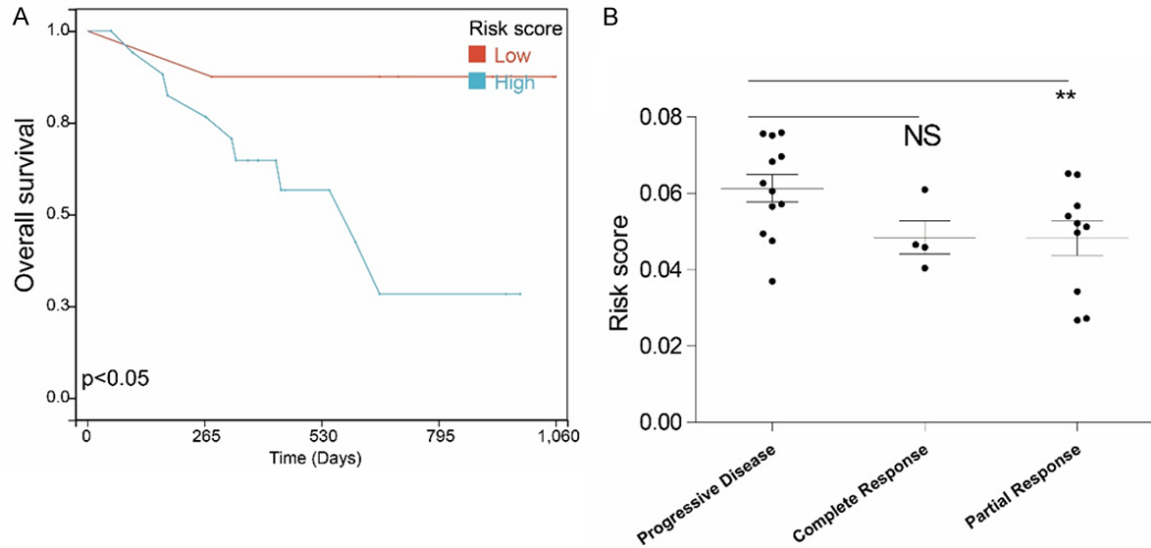 A
Overall survival
1.0
0.8
0.5
0.3
0.0
Risk score
Low
High
p<0.05
0 265 530 795 1,060
Time (Days)
B
Risk score
0.08
0.06
0.04
0.02
0.00
**
NS
Progressive Disease
Complete Response
Partial Response